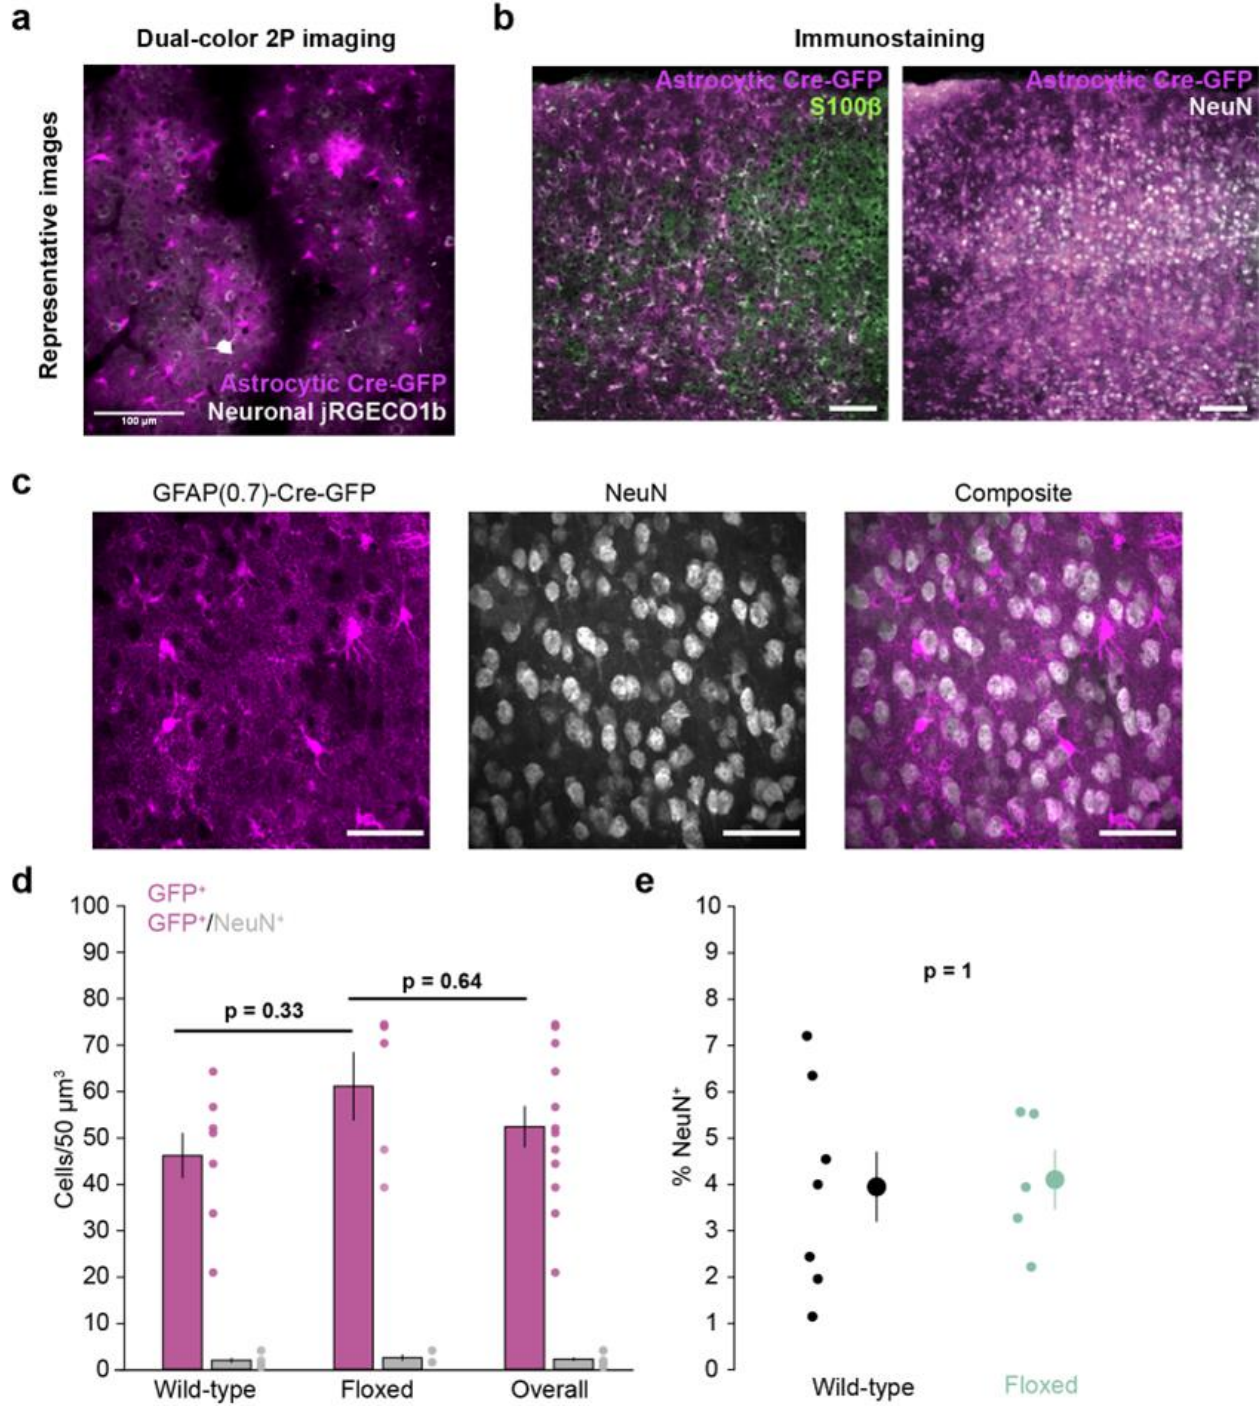 a
Dual-color 2P imaging
Representative images
Astrocytic Cre-GFP
Neuronal jRGECO1b
100 µm
b
Immunostaining
Astrocytic Cre-GFP
S100β
Astrocytic Cre-GFP
NeuN
c
GFAP(0.7)-Cre-GFP
NeuN
Composite
d
GFP⁺
GFP⁺/NeuN⁺
Cells/50 µm³
100
90
80
70
60
50
40
30
20
10
0
p = 0.33
p = 0.64
Wild-type
Floxed
Overall
e
% NeuN⁺
10
9
8
7
6
5
4
3
2
1
0
p = 1
Wild-type
Floxed